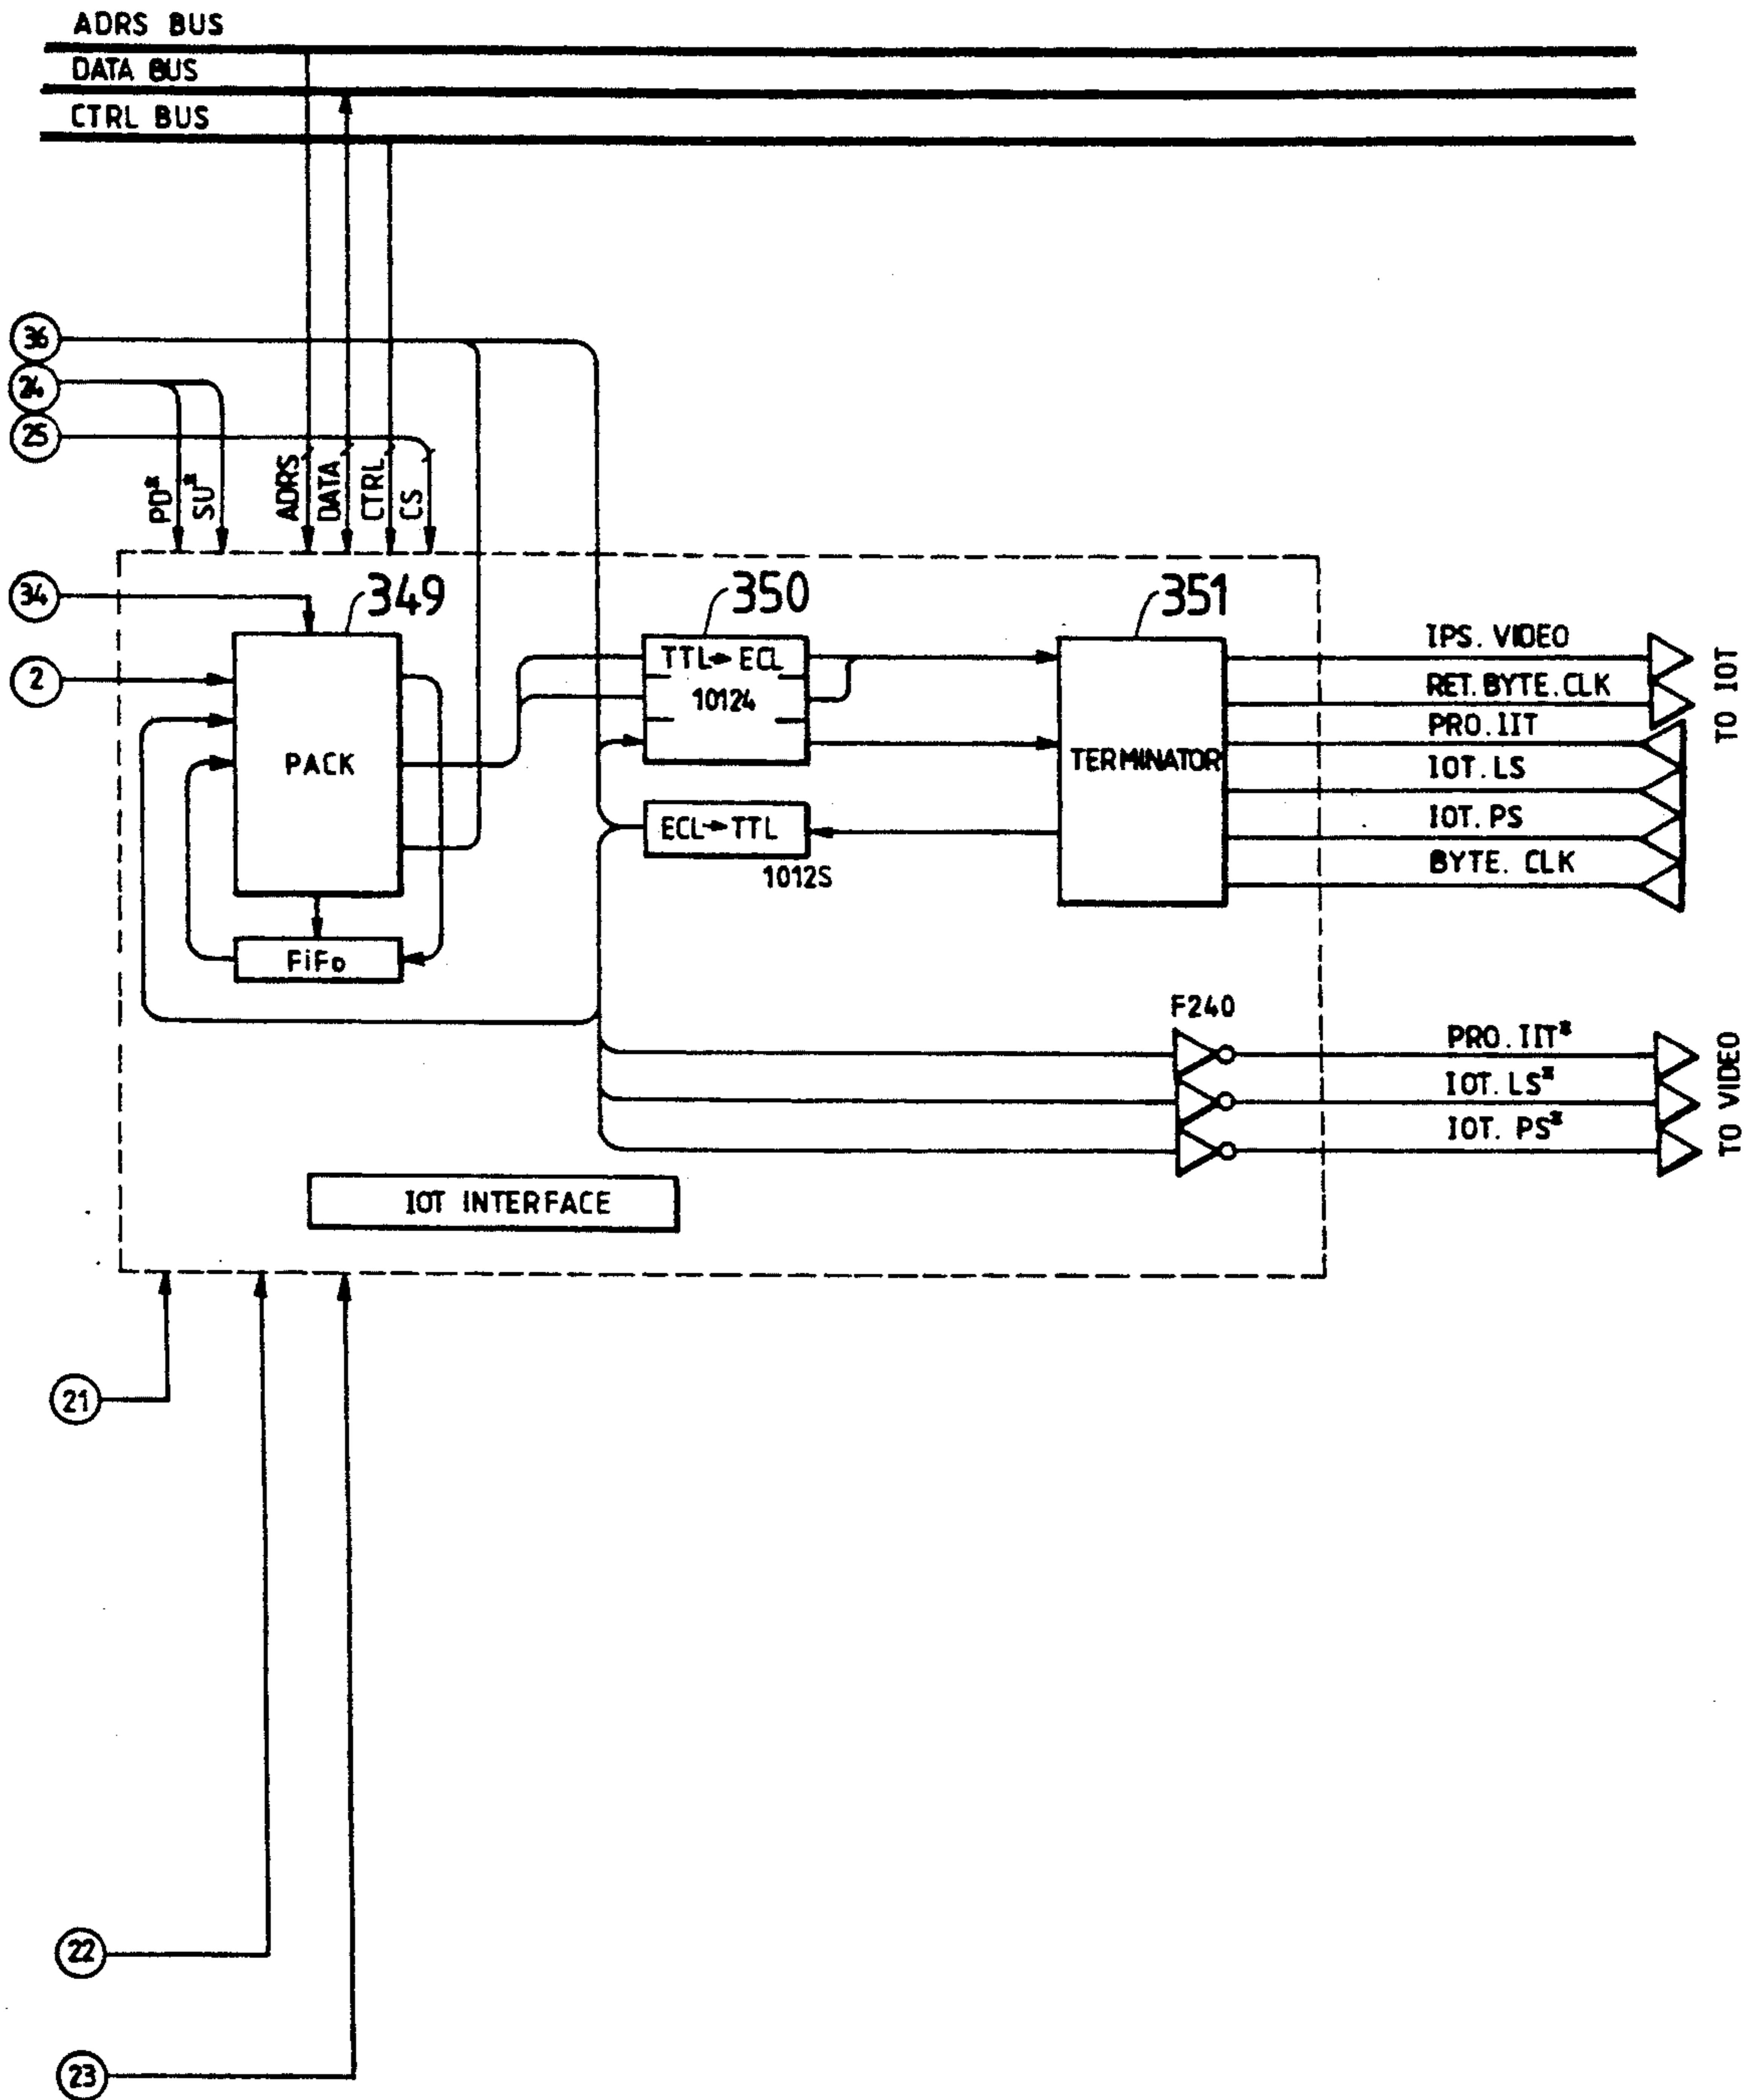 ADRS BUS
DATA BUS
CTRL BUS
36
24
25
PD*
SU*
ADRS
DATA
CTRL
CS
34
349
350
351
2
PACK
TTL→ECL
10124
TERMINATOR
ECL→TTL
1012S
FiFo
IPS. VIDEO
RET. BYTE. CLK
PRO. IIT
IOT. LS
IOT. PS
BYTE. CLK
TO IOT
F240
PRO. IIT*
IOT. LS*
IOT. PS*
TO VIDEO
IOT INTERFACE
21
22
23